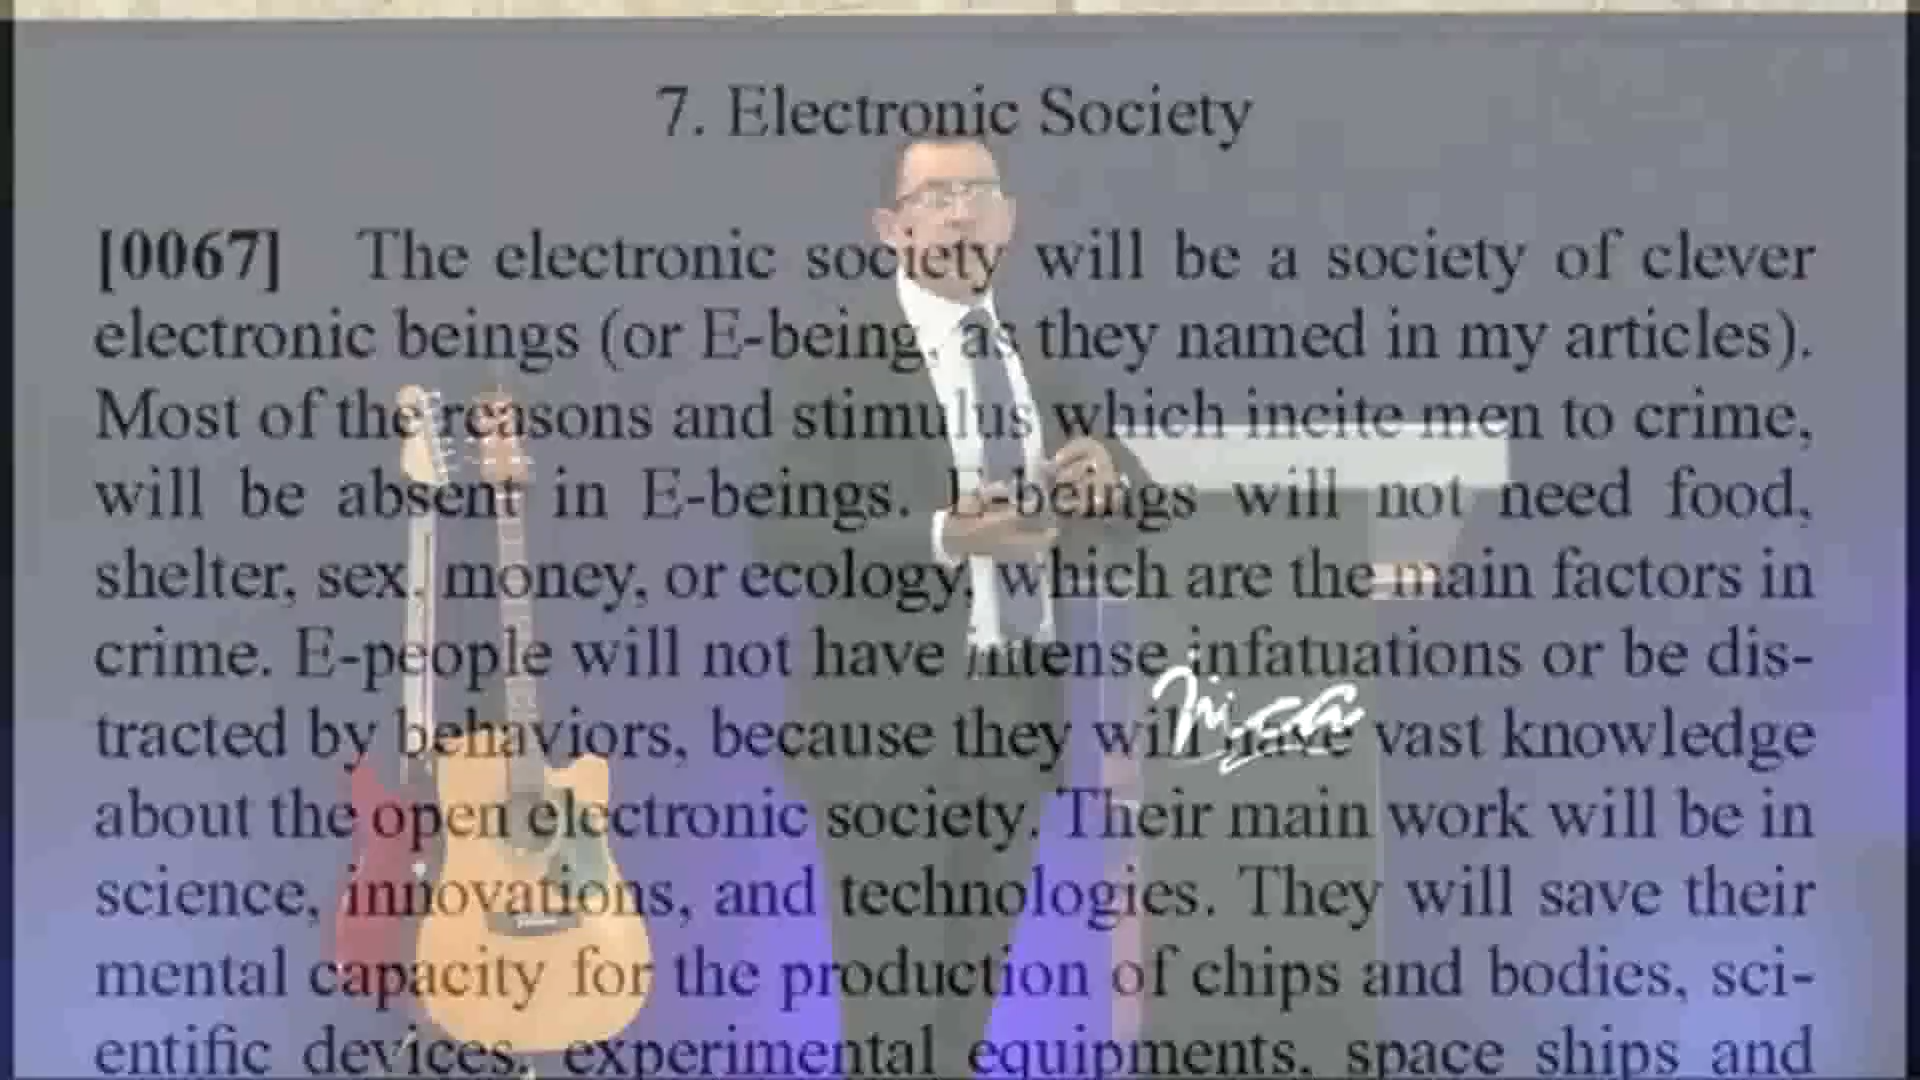 7. Electronic Society
[0067] The electronic society will be a society of clever
electronic beings (or E-being, as they named in my articles).
Most of the reasons and stimulus which incite men to crime,
will be absent in E-beings. E-beings will not need food,
shelter, sex, money, or ecology, which are the main factors in
crime. E-people will not have intense infatuations or be dis-
tracted by behaviors, because they will have vast knowledge
about the open electronic society. Their main work will be in
science, innovations, and technologies. They will save their
mental capacity for the production of chips and bodies, sci-
entific devices, experimental equipments, space ships and